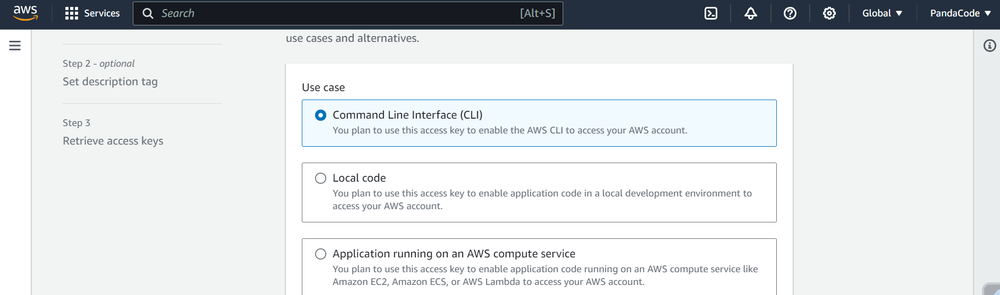 aws
Services
Search
[Alt+S]
Global
PandaCode
use cases and alternatives.
Step 2 - optional
Set description tag
Step 3
Retrieve access keys
Use case
Command Line Interface (CLI)
You plan to use this access key to enable the AWS CLI to access your AWS account.
Local code
You plan to use this access key to enable application code in a local development environment to
access your AWS account.
Application running on an AWS compute service
You plan to use this access key to enable application code running on an AWS compute service like
Amazon EC2, Amazon ECS, or AWS Lambda to access your AWS account.